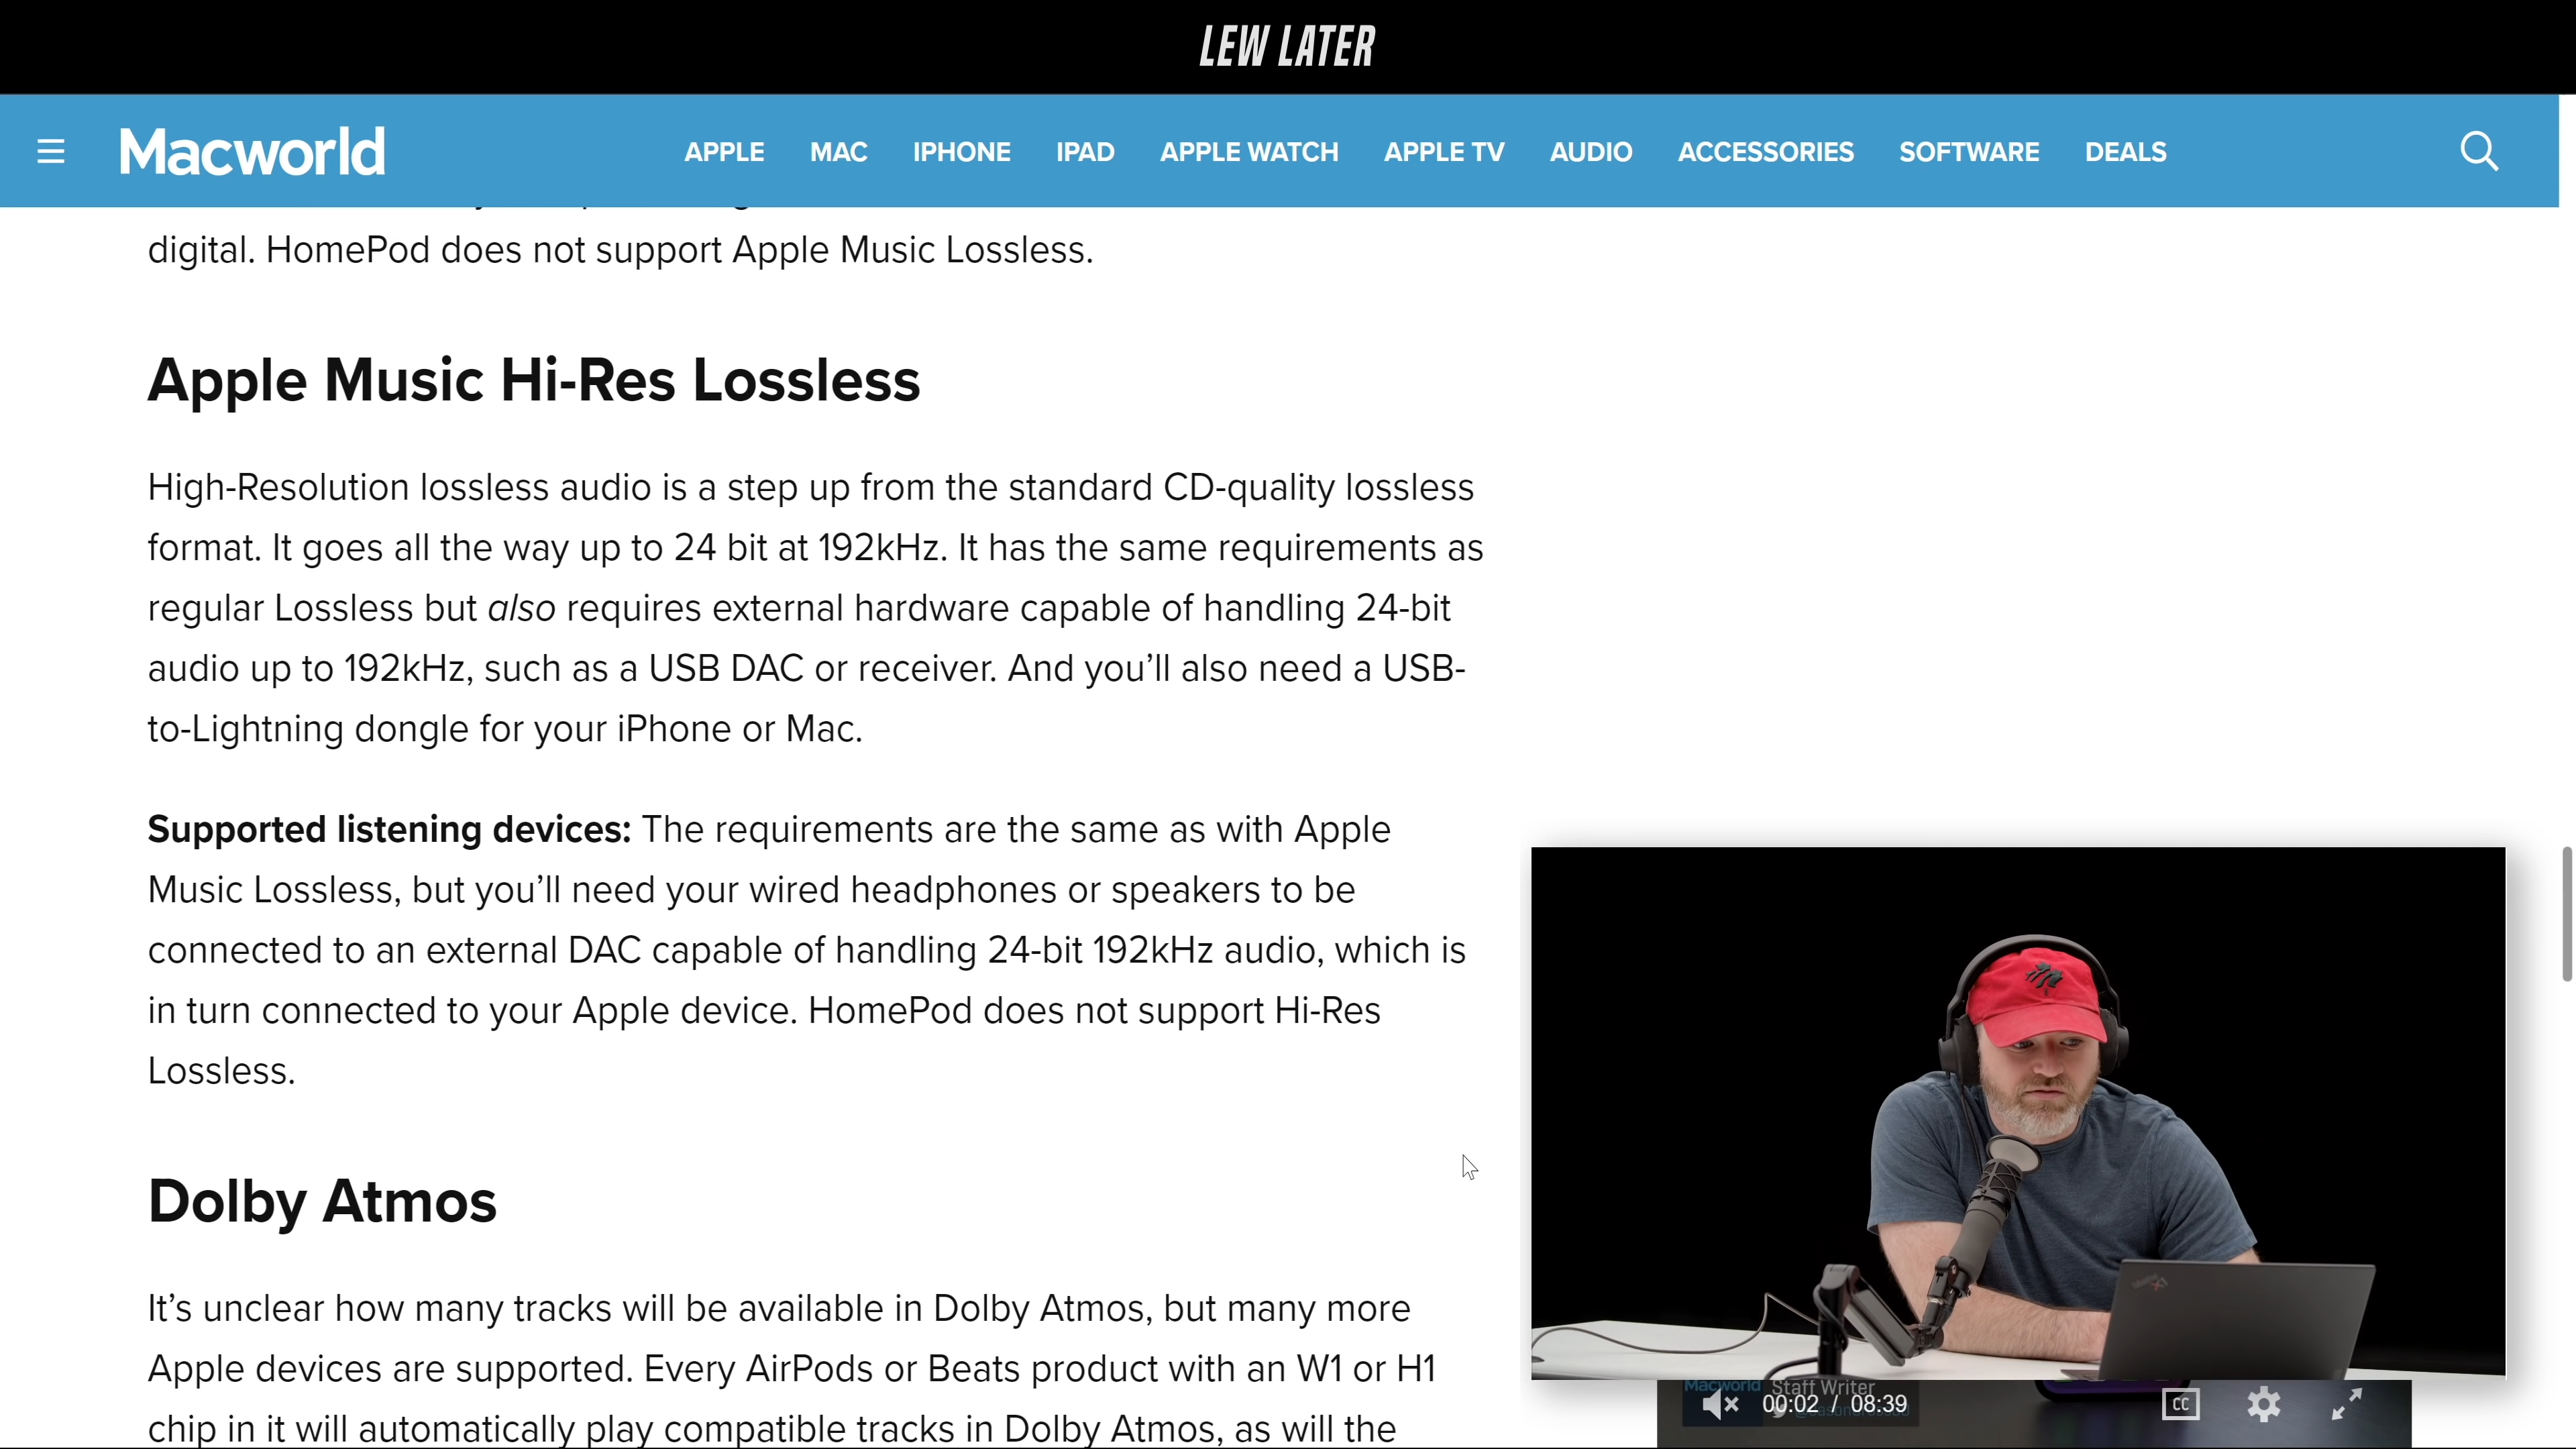 LEW LATER
Macworld
APPLE MAC IPHONE IPAD APPLE WATCH APPLE TV AUDIO ACCESSORIES SOFTWARE DEALS
digital. HomePod does not support Apple Music Lossless.
Apple Music Hi-Res Lossless
High-Resolution lossless audio is a step up from the standard CD-quality lossless
format. It goes all the way up to 24 bit at 192kHz. It has the same requirements as
regular Lossless but also requires external hardware capable of handling 24-bit
audio up to 192kHz, such as a USB DAC or receiver. And you’ll also need a USB-
to-Lightning dongle for your iPhone or Mac.
Supported listening devices: The requirements are the same as with Apple
Music Lossless, but you’ll need your wired headphones or speakers to be
connected to an external DAC capable of handling 24-bit 192kHz audio, which is
in turn connected to your Apple device. HomePod does not support Hi-Res
Lossless.
Dolby Atmos
It’s unclear how many tracks will be available in Dolby Atmos, but many more
Apple devices are supported. Every AirPods or Beats product with an W1 or H1
chip in it will automatically play compatible tracks in Dolby Atmos, as will the
Macworld Staff Writer
00:02 / 08:39 CC